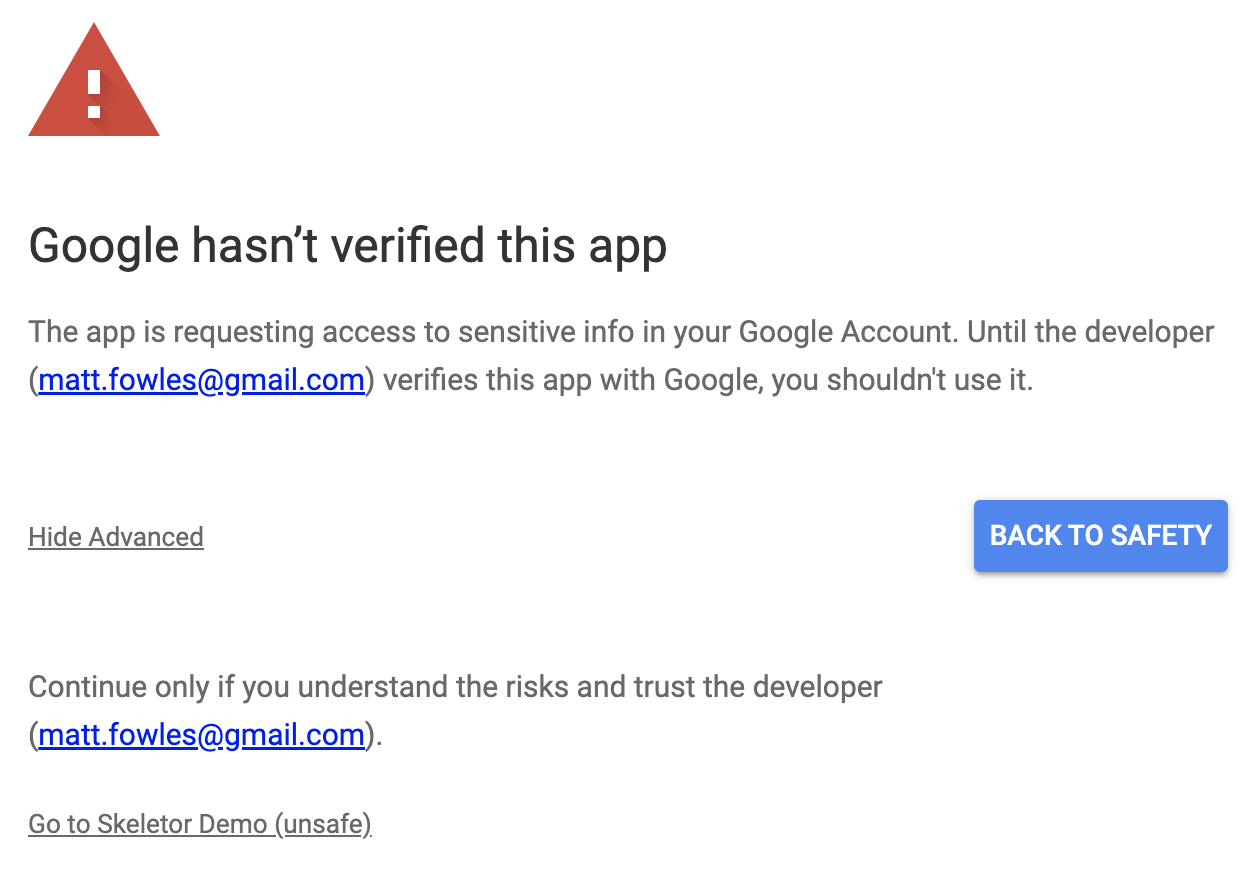 Google hasn’t verified this app
The app is requesting access to sensitive info in your Google Account. Until the developer
(matt.fowles@gmail.com) verifies this app with Google, you shouldn't use it.
Hide Advanced
BACK TO SAFETY
Continue only if you understand the risks and trust the developer
(matt.fowles@gmail.com).
Go to Skeletor Demo (unsafe)